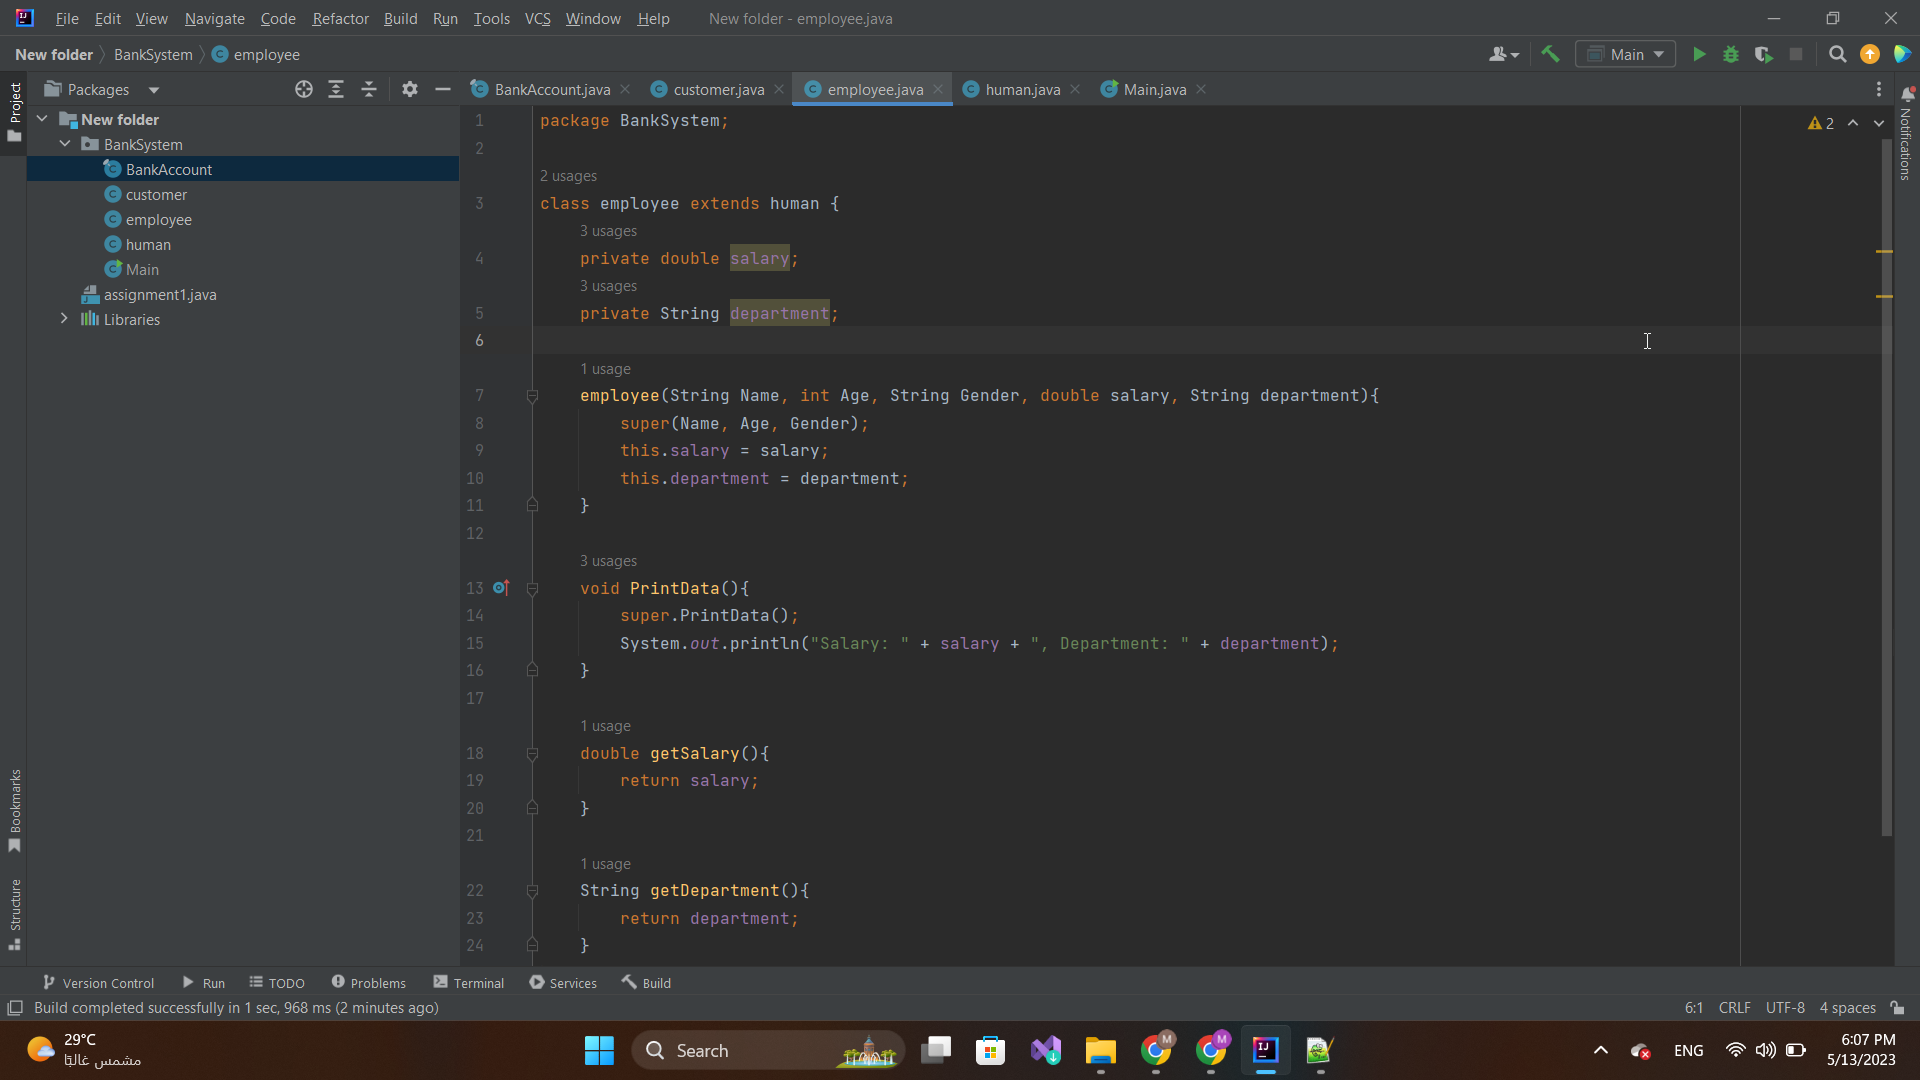 File Edit View Navigate Code Refactor Build Run Tools VCS Window Help New folder - employee.java
New folder BankSystem employee
Main
Project
Packages
BankAccount.java customer.java employee.java human.java Main.java
New folder
BankSystem
BankAccount
customer
employee
human
Main
assignment1.java
Libraries
Bookmarks
Structure
1 package BankSystem;
2
2 usages
3 class employee extends human {
3 usages
4 private double salary;
3 usages
5 private String department;
6
1 usage
7 employee(String Name, int Age, String Gender, double salary, String department){
8 super(Name, Age, Gender);
9 this.salary = salary;
10 this.department = department;
11 }
12
3 usages
13 void PrintData(){
14 super.PrintData();
15 System.out.println("Salary: " + salary + ", Department: " + department);
16 }
17
1 usage
18 double getSalary(){
19 return salary;
20 }
21
1 usage
22 String getDepartment(){
23 return department;
24 }
2
Notifications
Version Control Run TODO Problems Terminal Services Build
Build completed successfully in 1 sec, 968 ms (2 minutes ago)
6:1 CRLF UTF-8 4 spaces
29°C
مشمس غالبًا
Search
M
M
ENG
6:07 PM
5/13/2023